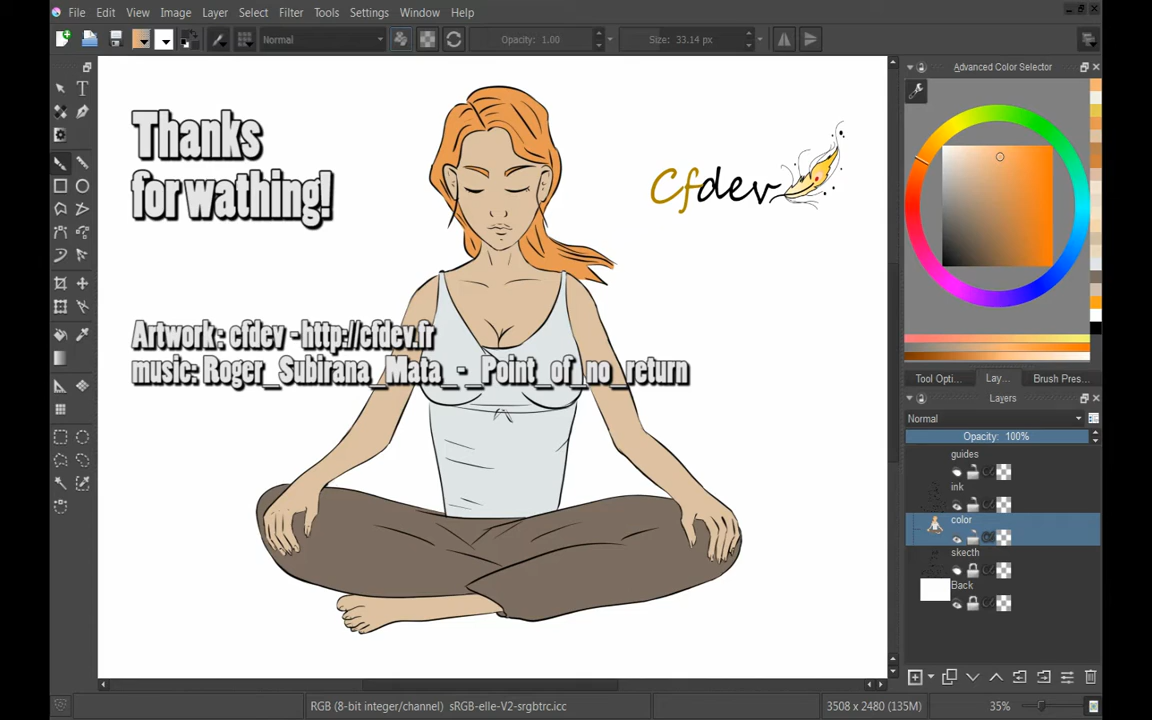 File Edit View Image Layer Select Filter Tools Settings Window Help
Normal Opacity: 1.00 Size: 33.14 px
Advanced Color Selector
Thanks
for wathing!
Cfdev
Artwork: cfdev -http://cfdev.fr
music: Roger_Subirana_Mata_-_Point_of_no_return
Tool Opti... Lay... Brush Pres...
Layers
Normal
Opacity: 100%
guides
ink
color
skecth
Back
RGB (8-bit integer/channel) sRGB-elle-V2-srgbtrc.icc 3508 x 2480 (135M) 35%